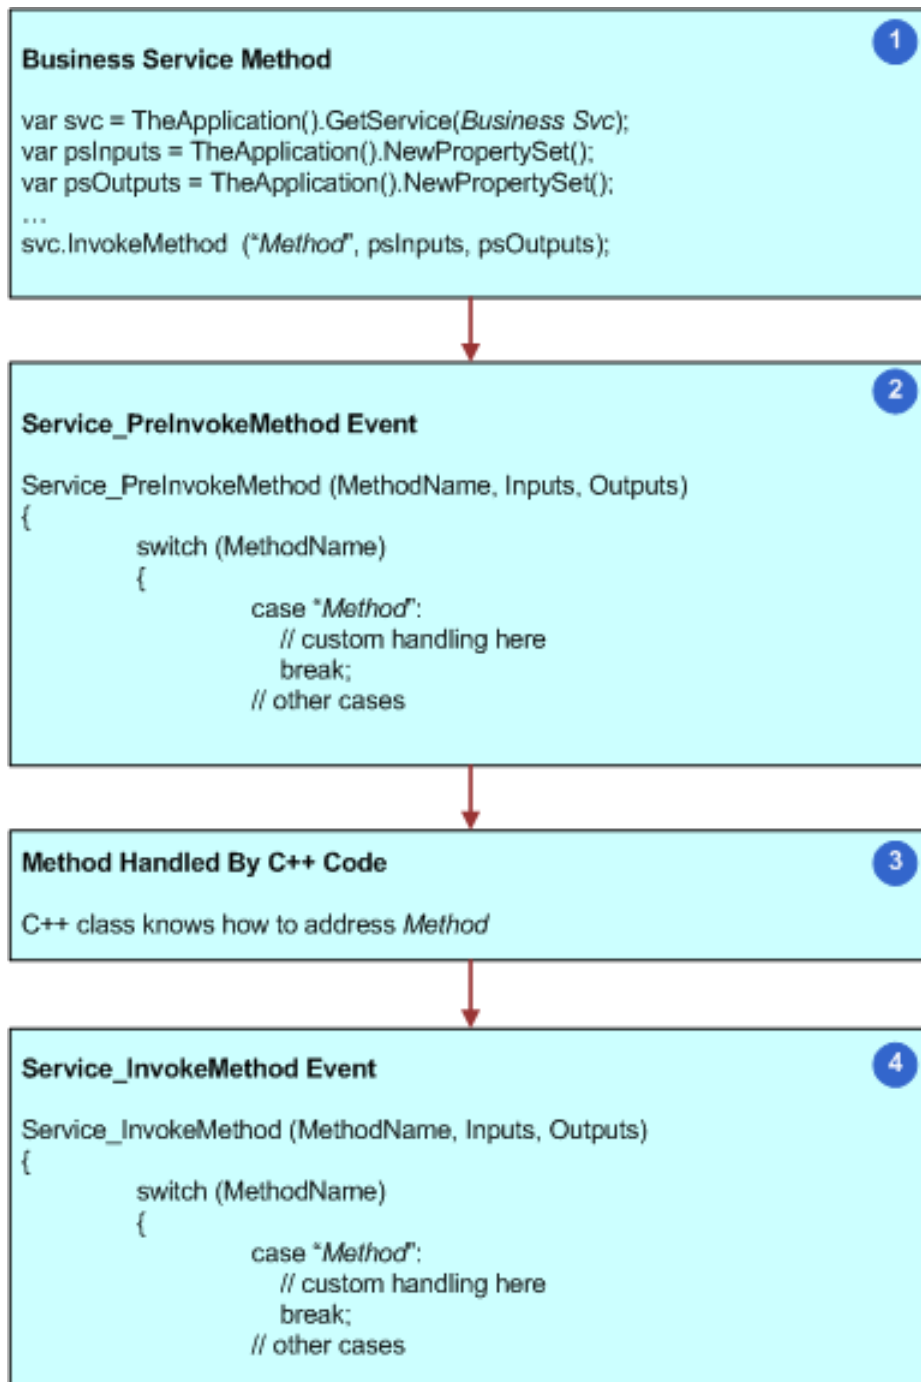 1
Business Service Method
var svc = TheApplication().GetService(Business Svc);
var psInputs = TheApplication().NewPropertySet();
var psOutputs = TheApplication().NewPropertySet();
…
svc.InvokeMethod (“Method”, psInputs, psOutputs);
2
Service_PreInvokeMethod Event
Service_PreInvokeMethod (MethodName, Inputs, Outputs)
{
switch (MethodName)
{
case “Method”:
// custom handling here
break;
// other cases
3
Method Handled By C++ Code
C++ class knows how to address Method
4
Service_InvokeMethod Event
Service_InvokeMethod (MethodName, Inputs, Outputs)
{
switch (MethodName)
{
case “Method”:
// custom handling here
break;
// other cases